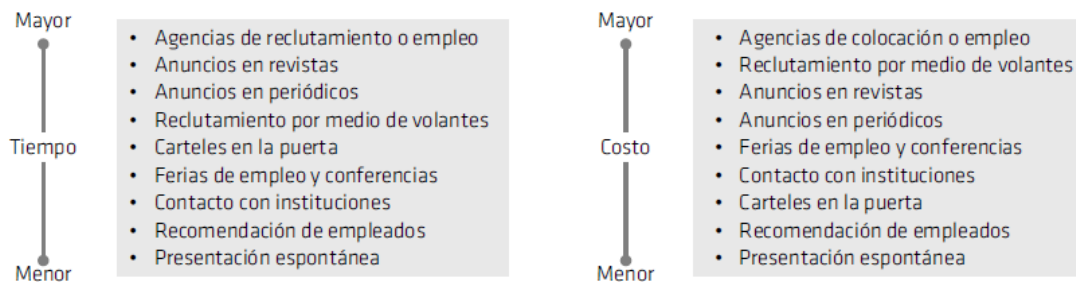 Mayor
Tiempo
Menor
• Agencias de reclutamiento o empleo
• Anuncios en revistas
• Anuncios en periódicos
• Reclutamiento por medio de volantes
• Carteles en la puerta
• Ferias de empleo y conferencias
• Contacto con instituciones
• Recomendación de empleados
• Presentación espontánea
Mayor
Costo
Menor
• Agencias de colocación o empleo
• Reclutamiento por medio de volantes
• Anuncios en revistas
• Anuncios en periódicos
• Ferias de empleo y conferencias
• Contacto con instituciones
• Carteles en la puerta
• Recomendación de empleados
• Presentación espontánea